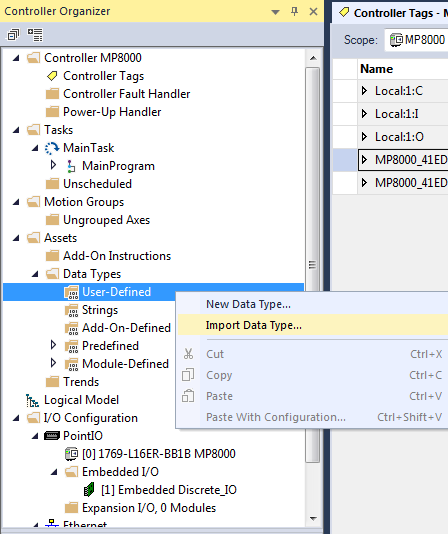 Controller Organizer
Controller MP8000
Controller Tags
Controller Fault Handler
Power-Up Handler
Tasks
MainTask
MainProgram
Unscheduled
Motion Groups
Ungrouped Axes
Assets
Add-On Instructions
Data Types
User-Defined
Strings
Add-On-Defined
Predefined
Module-Defined
Trends
Logical Model
I/O Configuration
PointIO
[0] 1769-L16ER-BB1B MP8000
Embedded I/O
[1] Embedded Discrete_IO
Expansion I/O, 0 Modules
Ethernet
New Data Type...
Import Data Type...
Cut Ctrl+X
Copy Ctrl+C
Paste Ctrl+V
Paste With Configuration... Ctrl+Shift+V
Controller Tags - M
Scope: MP8000
Name
Local:1:C
Local:1:I
Local:1:O
MP8000_41ED
MP8000_41ED